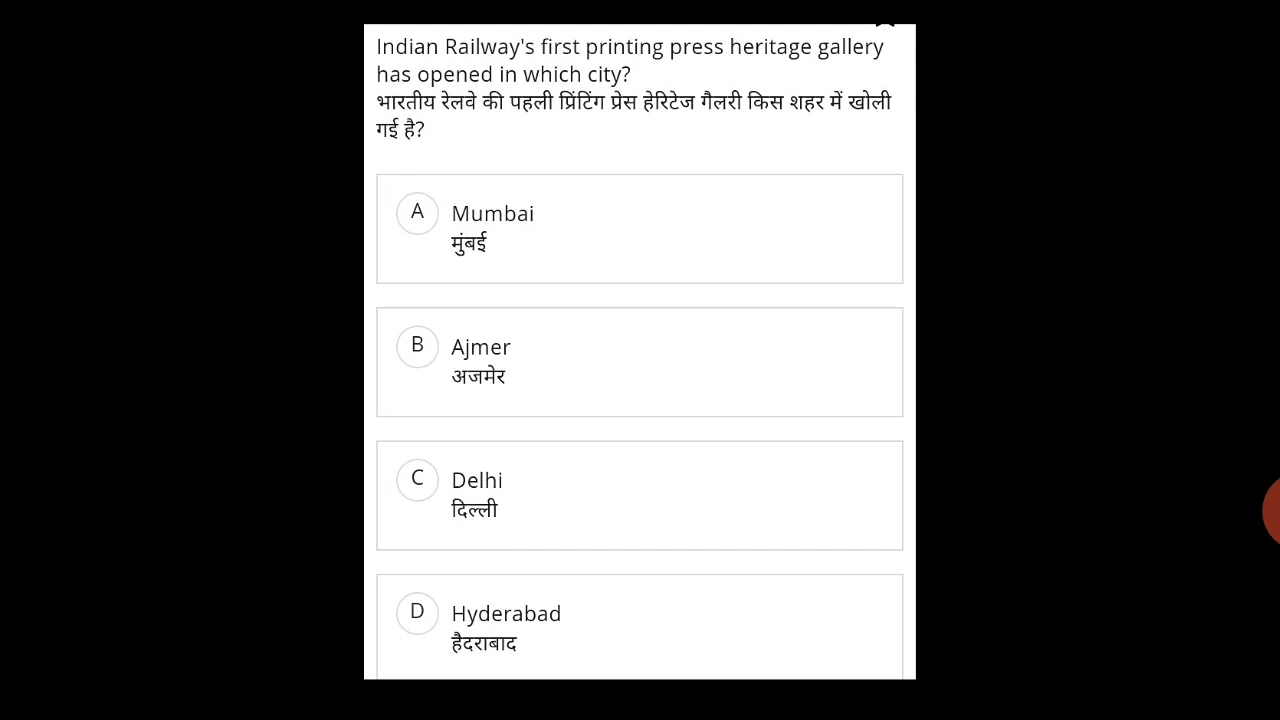 Indian Railway's first printing press heritage gallery
has opened in which city?
भारतीय रेलवे की पहली प्रिंटिंग प्रेस हेरिटेज गैलरी किस शहर में खोली
गई है?
A Mumbai
मुंबई
B Ajmer
अजमेर
C Delhi
दिल्ली
D Hyderabad
हैदराबाद